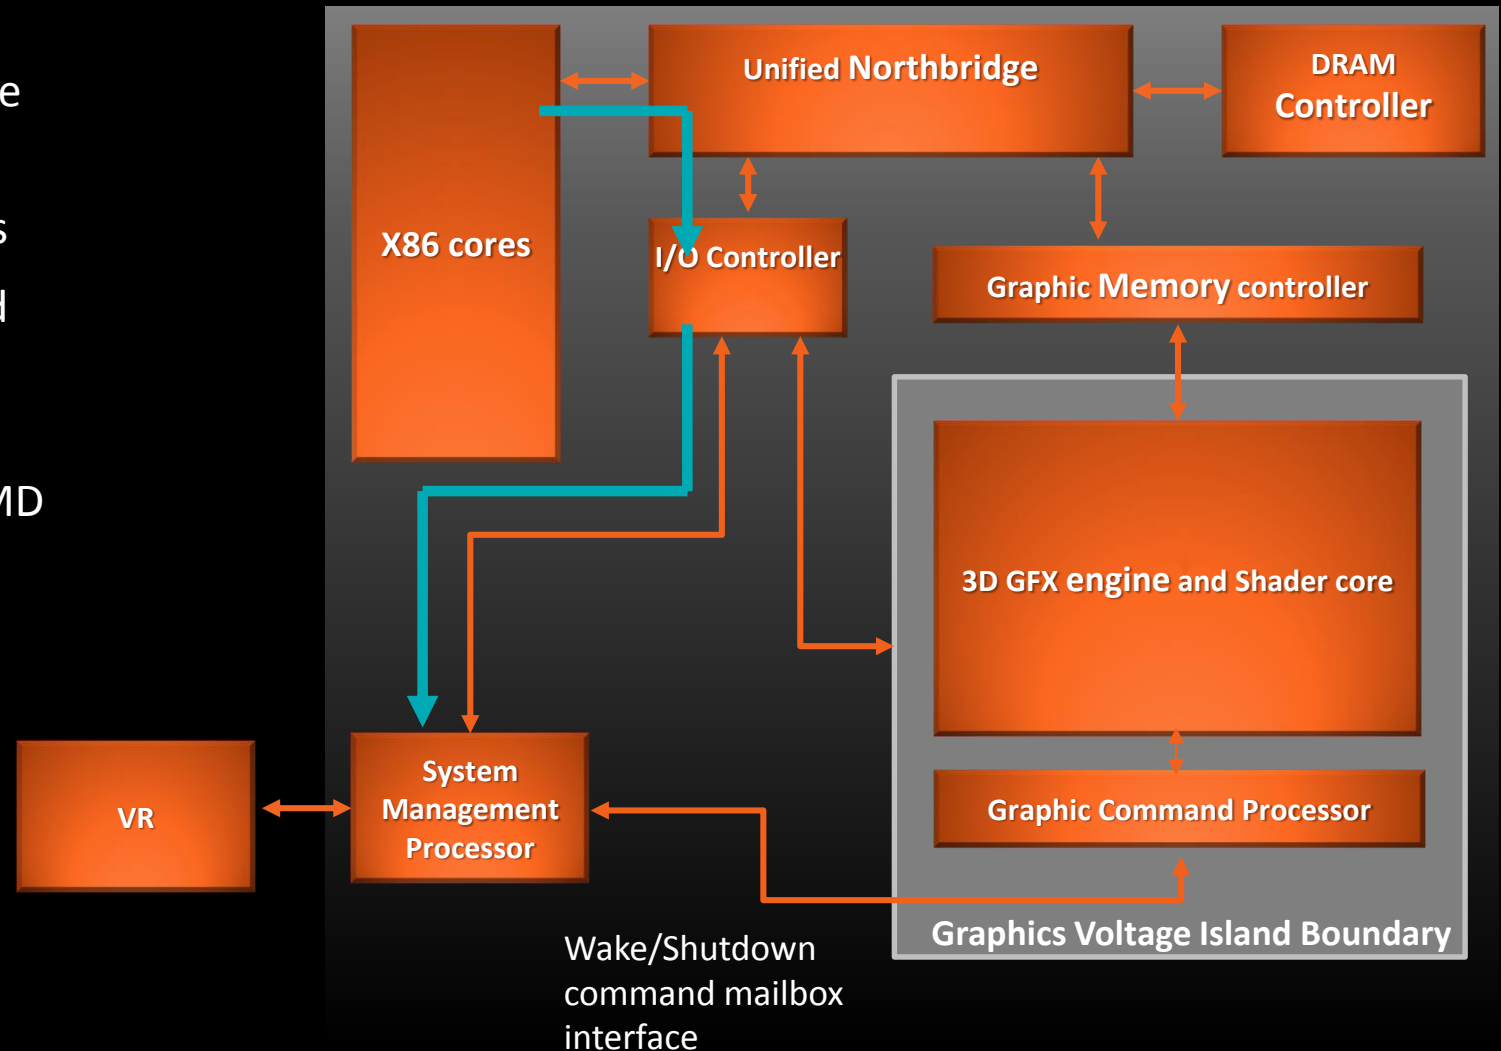 e
s
d
MD
X86 cores
Unified Northbridge
DRAM
Controller
I/O Controller
Graphic Memory controller
3D GFX engine and Shader core
Graphic Command Processor
Graphics Voltage Island Boundary
VR
System
Management
Processor
Wake/Shutdown
command mailbox
interface